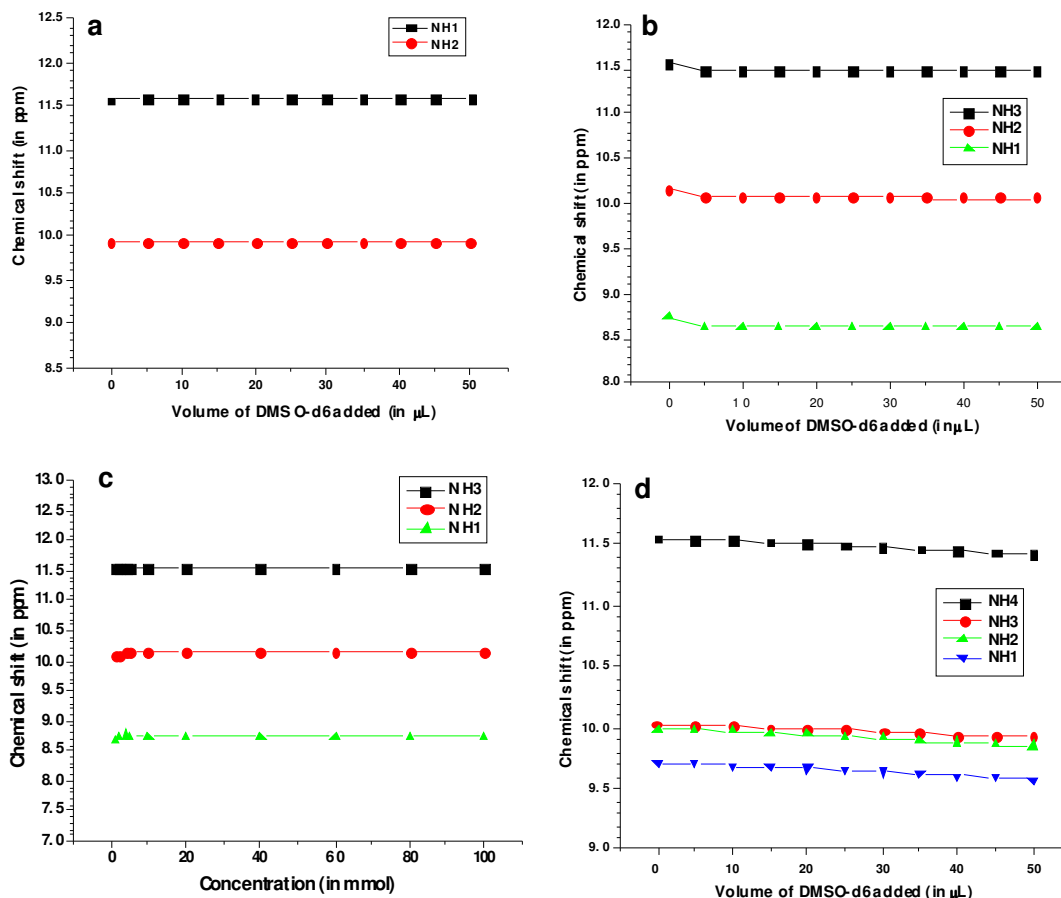 a
NH1
NH2
12.5
12.0
11.5
11.0
10.5
10.0
9.5
9.0
8.5
Chemical shift (in ppm)
0 10 20 30 40 50
Volume of DMSO-d6 added (in μL)
b
NH3
NH2
NH1
12.0
11.5
11.0
10.5
10.0
9.5
9.0
8.5
8.0
Chemical shift (in ppm)
0 10 20 30 40 50
Volume of DMSO-d6 added (in μL)
c
NH3
NH2
NH1
13.0
12.5
12.0
11.5
11.0
10.5
10.0
9.5
9.0
8.5
8.0
7.5
7.0
Chemical shift (in ppm)
0 20 40 60 80 100
Concentration (in mmol)
d
NH4
NH3
NH2
NH1
12.0
11.5
11.0
10.5
10.0
9.5
9.0
Chemical shift (in ppm)
0 10 20 30 40 50
Volume of DMSO-d6 added (in μL)